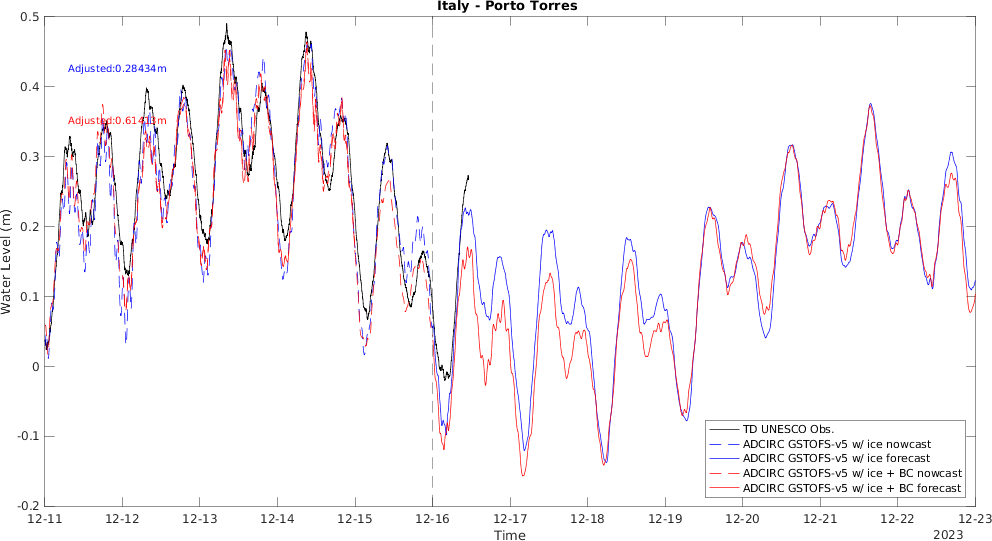 Italy - Porto Torres
0.5
0.4
0.3
0.2
0.1
0
-0.1
-0.2
Water Level (m)
Adjusted:0.28434m
TD UNESCO Obs.
ADCIRC GSTOFS-v5 w/ ice nowcast
ADCIRC GSTOFS-v5 w/ ice forecast
ADCIRC GSTOFS-v5 w/ ice + BC nowcast
ADCIRC GSTOFS-v5 w/ ice + BC forecast
12-11 12-12 12-13 12-14 12-15 12-16 12-17 12-18 12-19 12-20 12-21 12-22 12-23
Time
2023